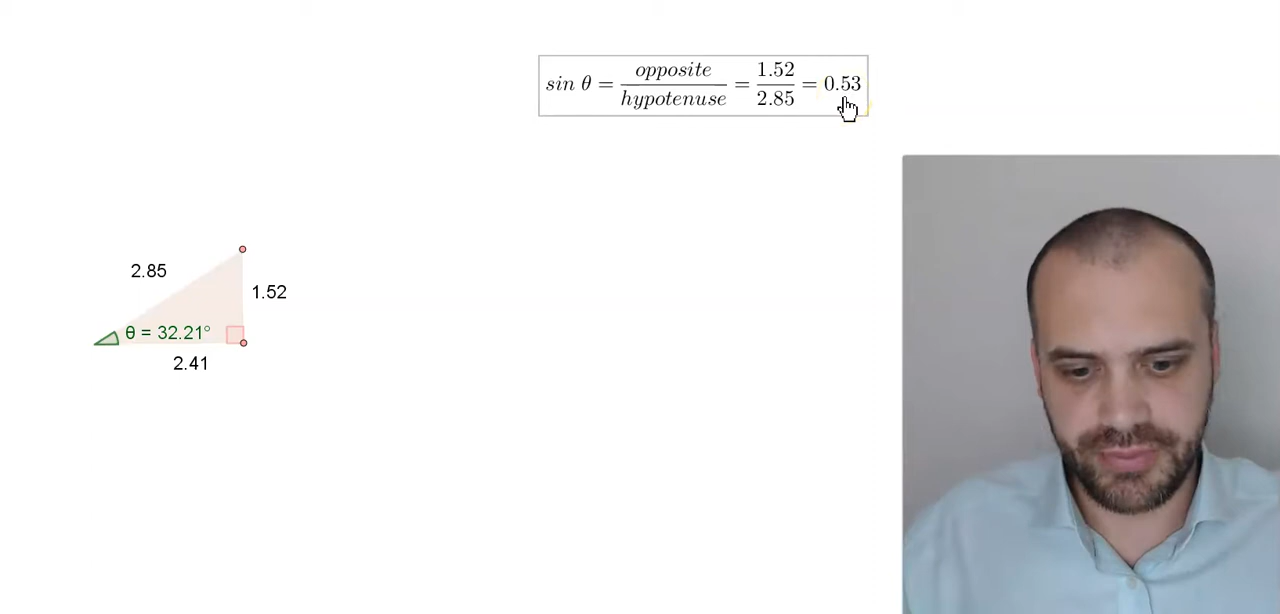 sin θ = opposite/hypotenuse = 1.52/2.85 = 0.53
2.85
1.52
θ = 32.21°
2.41